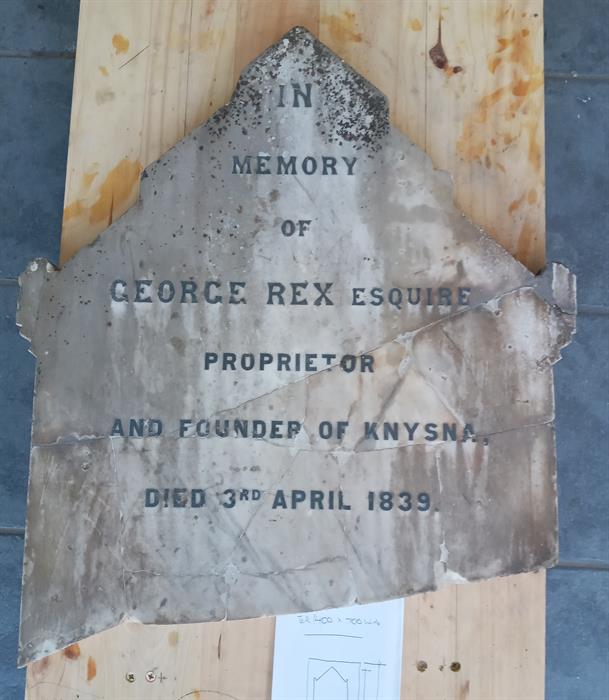 IN
MEMORY
OF
GEORGE REX ESQUIRE
PROPRIETOR
AND FOUNDER OF KNYSNA,
DIED 3RD APRIL 1839.